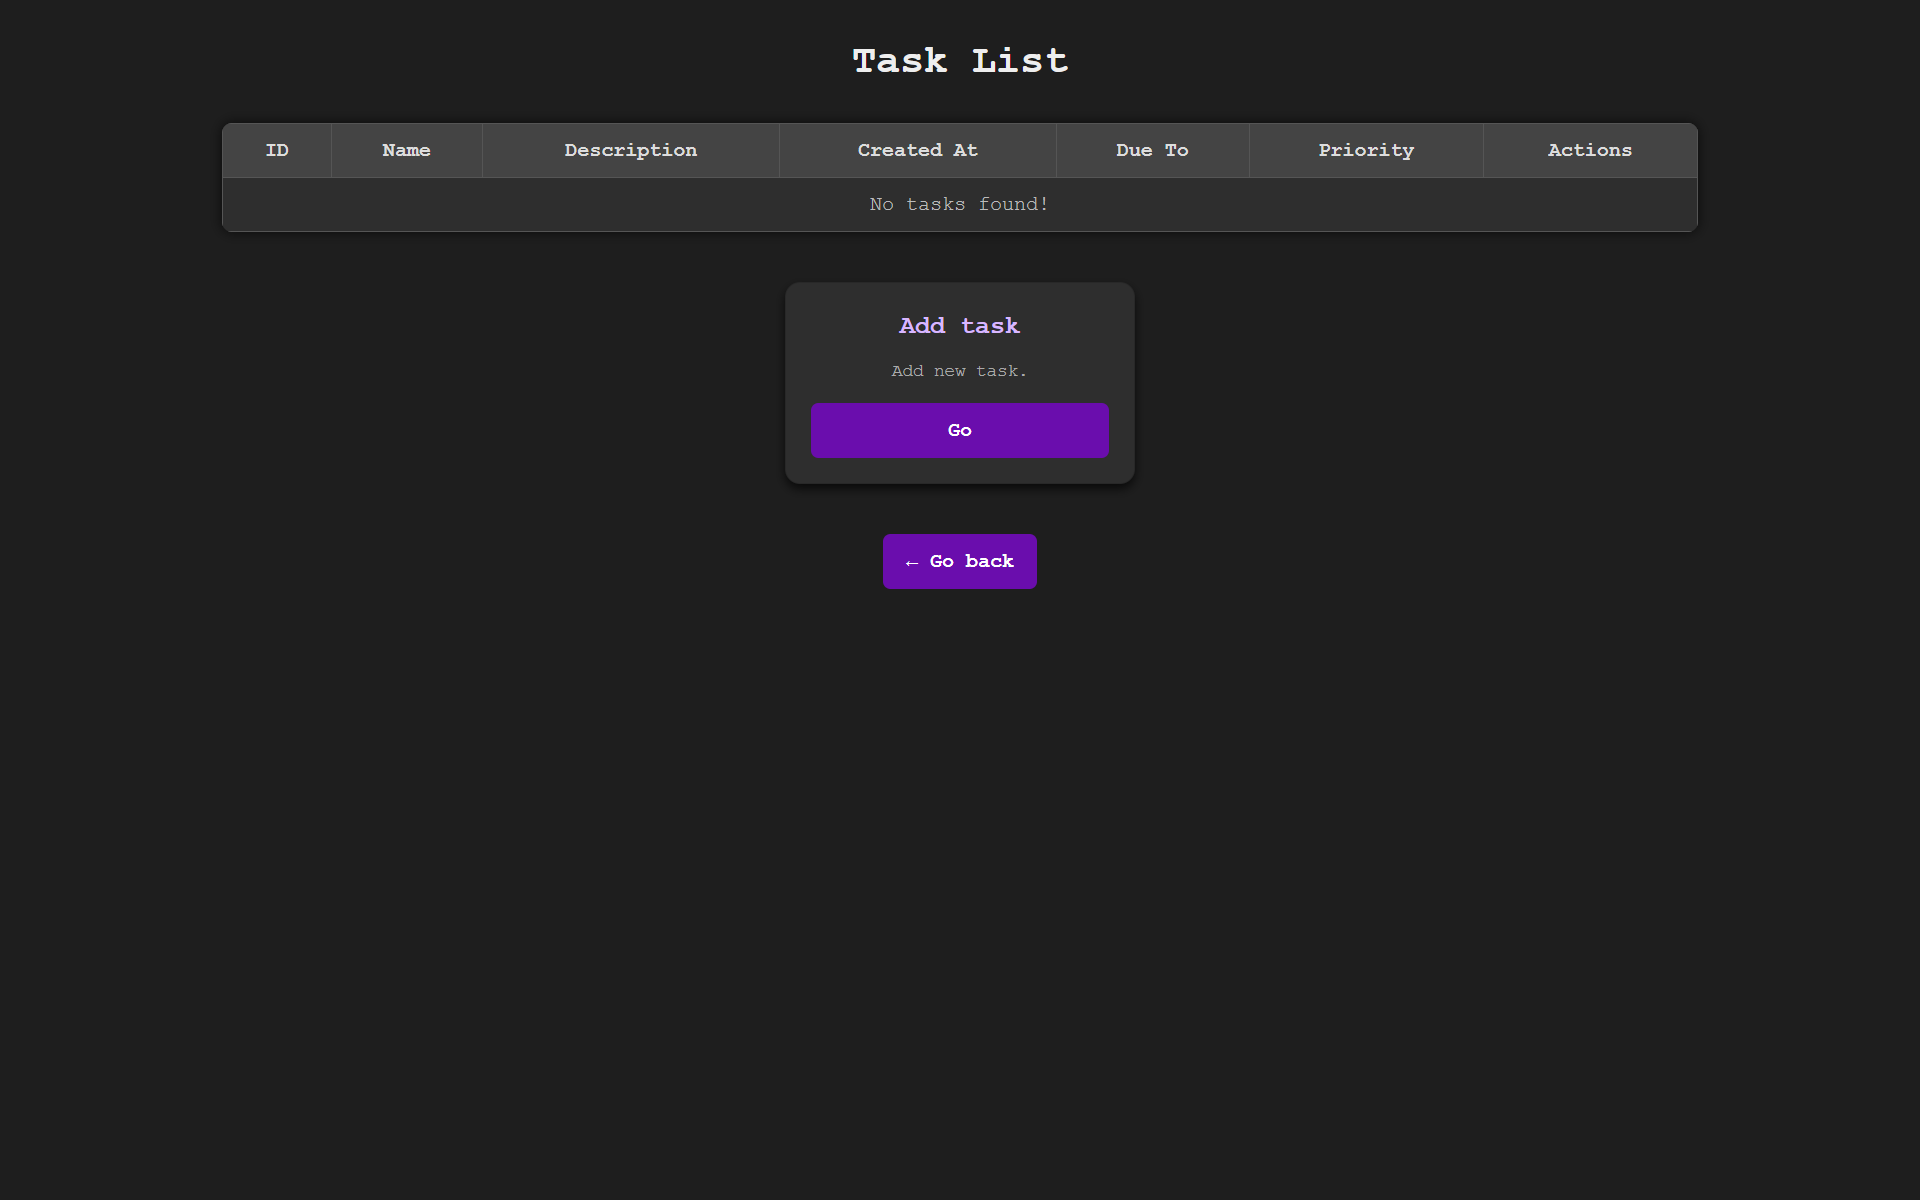 Task List
ID Name Description Created At Due To Priority Actions
No tasks found!
Add task
Add new task.
Go
← Go back